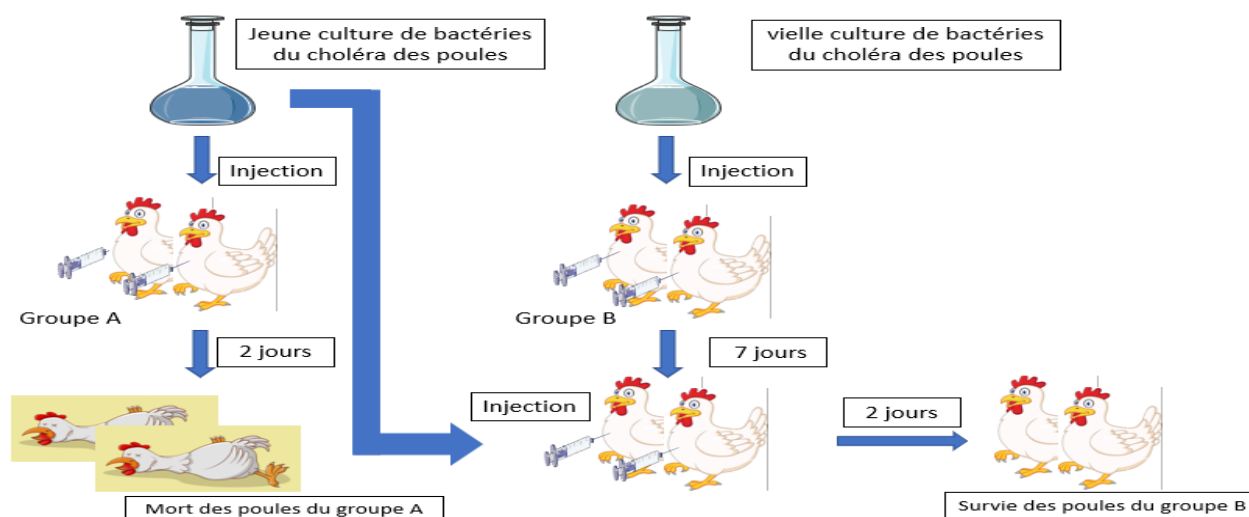 Jeune culture de bactéries
du choléra des poules
vielle culture de bactéries
du choléra des poules
Injection
Injection
Groupe A
Groupe B
2 jours
7 jours
Injection
2 jours
Mort des poules du groupe A
Survie des poules du groupe B